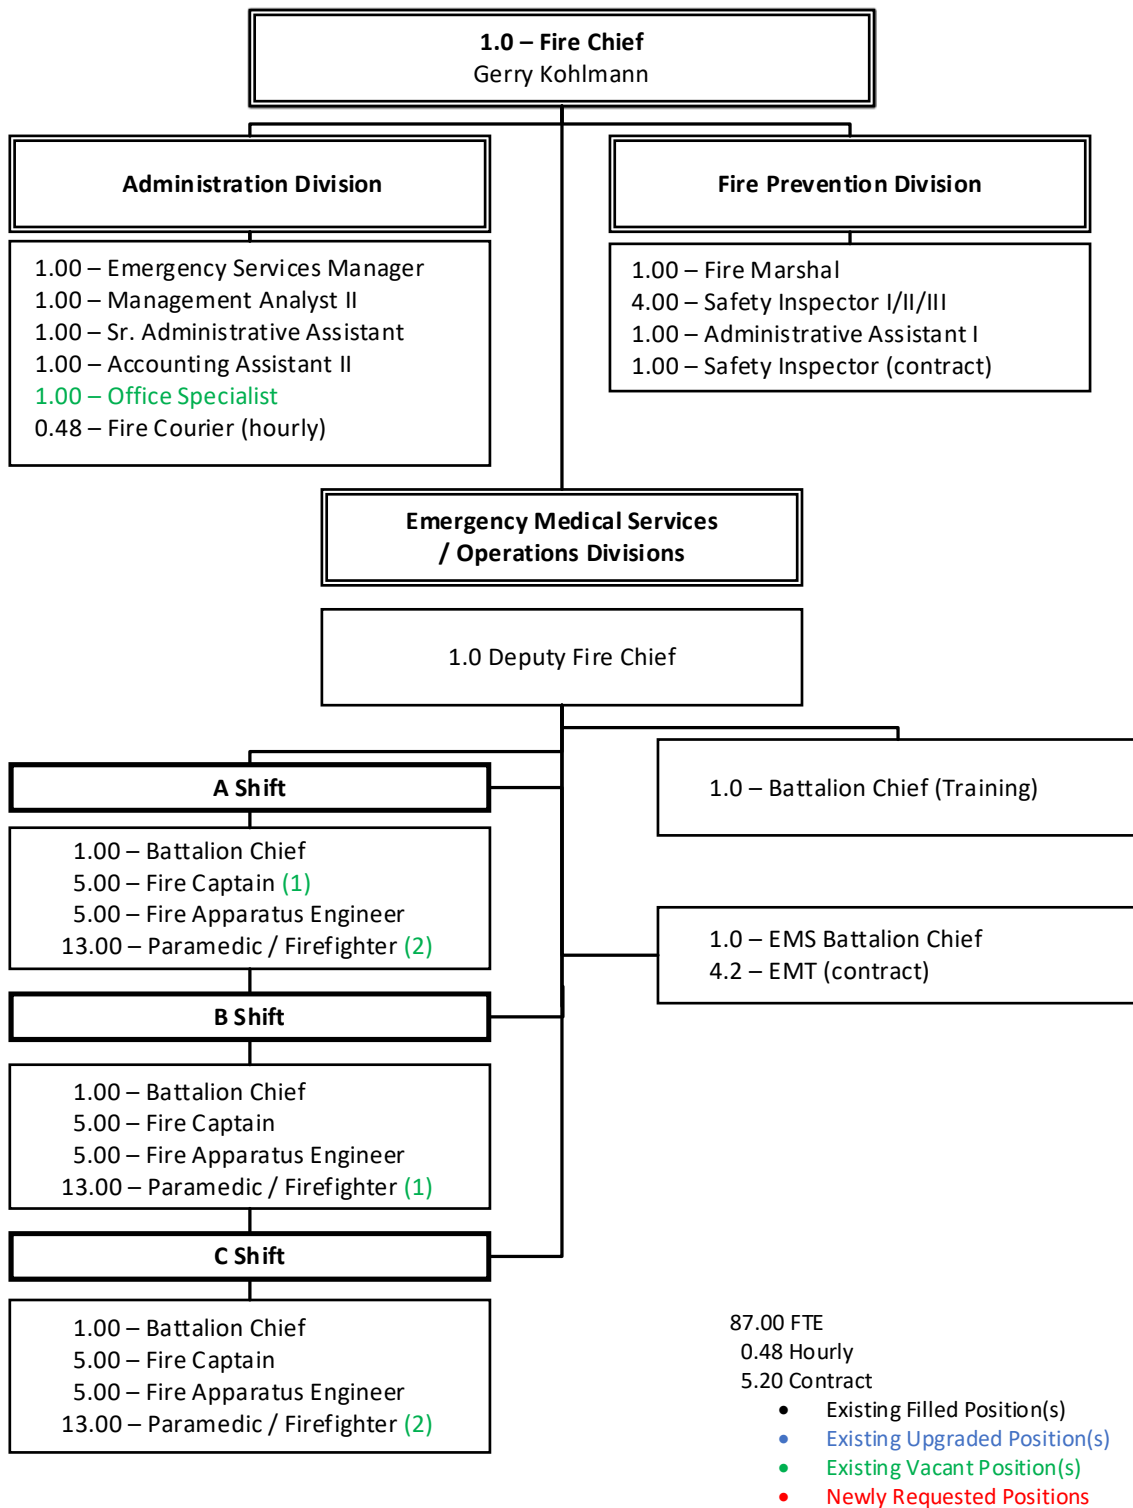 1.0 – Fire Chief
Gerry Kohlmann
Administration Division
1.00 – Emergency Services Manager
1.00 – Management Analyst II
1.00 – Sr. Administrative Assistant
1.00 – Accounting Assistant II
1.00 – Office Specialist
0.48 – Fire Courier (hourly)
Fire Prevention Division
1.00 – Fire Marshal
4.00 – Safety Inspector I/II/III
1.00 – Administrative Assistant I
1.00 – Safety Inspector (contract)
Emergency Medical Services
/ Operations Divisions
1.0 Deputy Fire Chief
1.0 – Battalion Chief (Training)
1.0 – EMS Battalion Chief
4.2 – EMT (contract)
A Shift
1.00 – Battalion Chief
5.00 – Fire Captain (1)
5.00 – Fire Apparatus Engineer
13.00 – Paramedic / Firefighter (2)
B Shift
1.00 – Battalion Chief
5.00 – Fire Captain
5.00 – Fire Apparatus Engineer
13.00 – Paramedic / Firefighter (1)
C Shift
1.00 – Battalion Chief
5.00 – Fire Captain
5.00 – Fire Apparatus Engineer
13.00 – Paramedic / Firefighter (2)
87.00 FTE
0.48 Hourly
5.20 Contract
• Existing Filled Position(s)
• Existing Upgraded Position(s)
• Existing Vacant Position(s)
• Newly Requested Positions